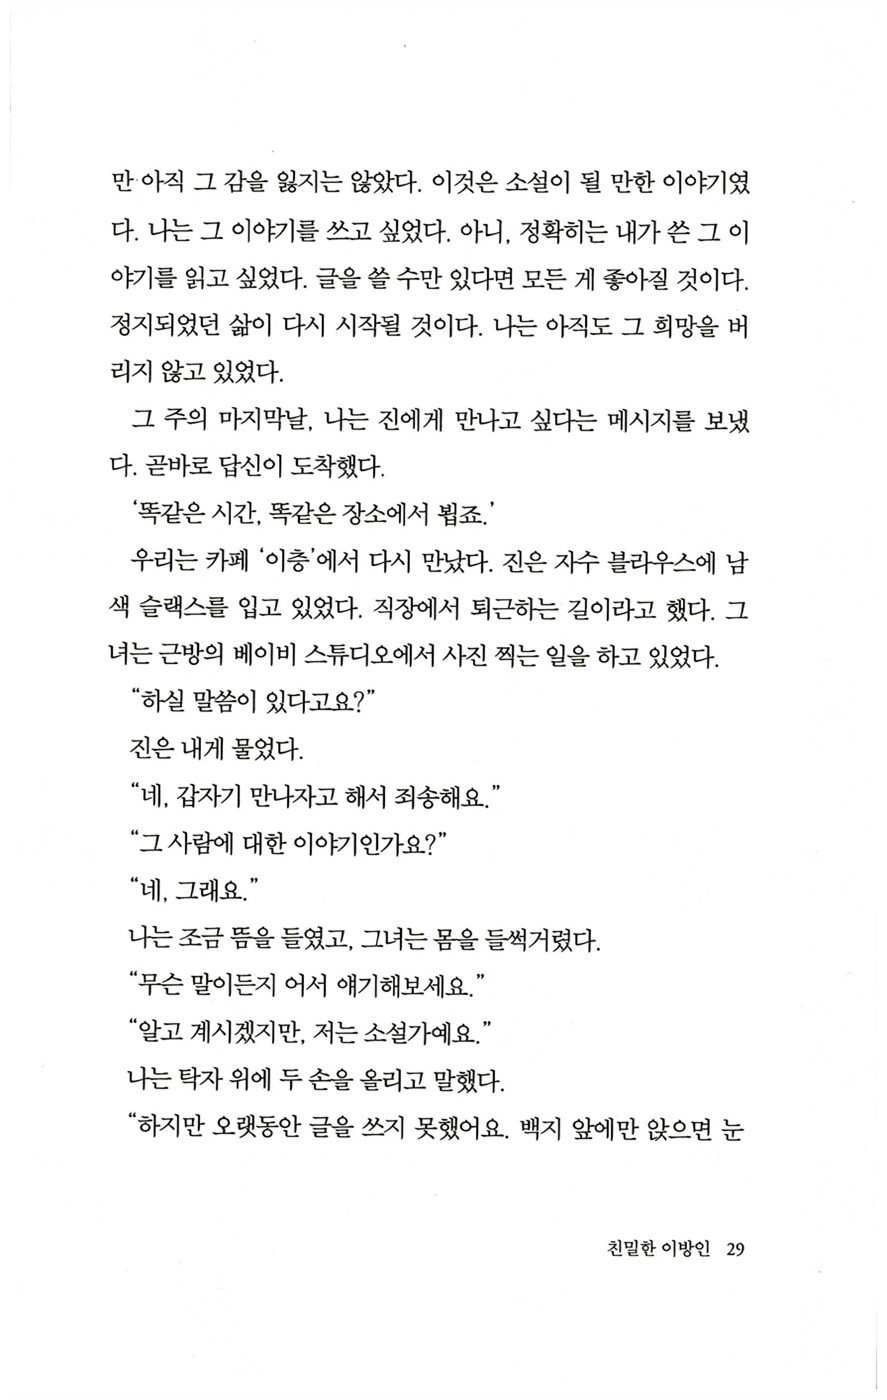 만 아직 그 감을 잃지는 않았다. 이것은 소설이 될 만한 이야기였
다. 나는 그 이야기를 쓰고 싶었다. 아니, 정확히는 내가 쓴 그 이
야기를 읽고 싶었다. 글을 쓸 수만 있다면 모든 게 좋아질 것이다.
정지되었던 삶이 다시 시작될 것이다. 나는 아직도 그 희망을 버
리지 않고 있었다.
그 주의 마지막날, 나는 진에게 만나고 싶다는 메시지를 보냈
다. 곧바로 답신이 도착했다.
‘똑같은 시간, 똑같은 장소에서 뵙죠.’
우리는 카페 ‘이층’에서 다시 만났다. 진은 자수 블라우스에 남
색 슬랙스를 입고 있었다. 직장에서 퇴근하는 길이라고 했다. 그
녀는 근방의 베이비 스튜디오에서 사진 찍는 일을 하고 있었다.
“하실 말씀이 있다고요?”
진은 내게 물었다.
“네, 갑자기 만나자고 해서 죄송해요.”
“그 사람에 대한 이야기인가요?”
“네, 그래요.”
나는 조금 뜸을 들였고, 그녀는 몸을 들썩거렸다.
“무슨 말이든지 어서 얘기해보세요.”
“알고 계시겠지만, 저는 소설가예요.”
나는 탁자 위에 두 손을 올리고 말했다.
“하지만 오랫동안 글을 쓰지 못했어요. 백지 앞에만 앉으면 눈
친밀한 이방인 29